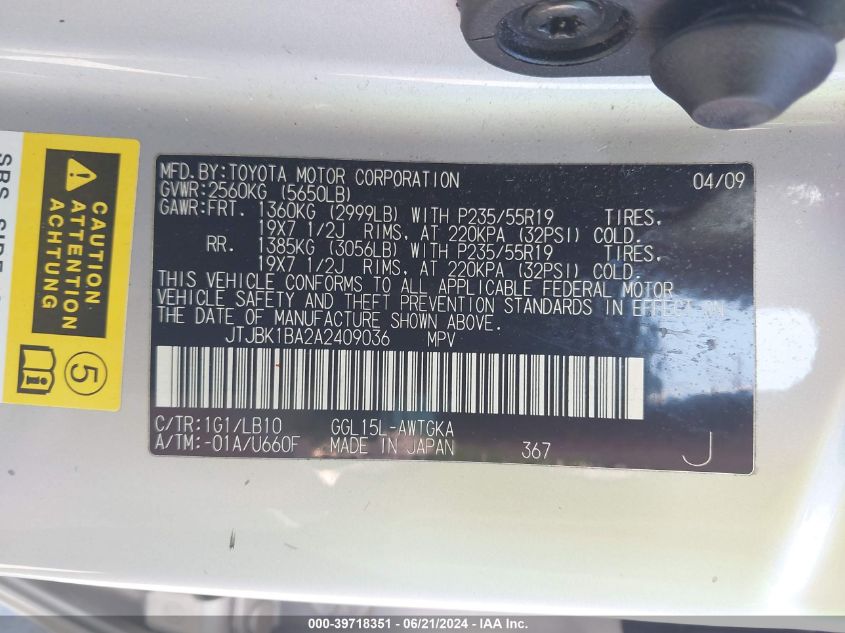 MFD.BY:TOYOTA MOTOR CORPORATION 04/09
GVWR:2560KG (5650LB)
GAWR:FRT. 1360KG (2999LB) WITH P235/55R19 TIRES.
19X7 1/2J RIMS. AT 220KPA (32PSI) COLD.
RR. 1385KG (3056LB) WITH P235/55R19 TIRES.
19X7 1/2J RIMS. AT 220KPA (32PSI) COLD.
THIS VEHICLE CONFORMS TO ALL APPLICABLE FEDERAL MOTOR
VEHICLE SAFETY AND THEFT PREVENTION STANDARDS IN EFFECT ON
THE DATE OF MANUFACTURE SHOWN ABOVE.
JTJBK1BA2A2409036 MPV
C/TR:1G1/LB10 GGL15L-AWTGKA
A/TM:-01A/U660F MADE IN JAPAN 367 J
CAUTION
ATTENTION
ACHTUNG
5
SRS
000-39718351 - 06/21/2024 - IAA Inc.